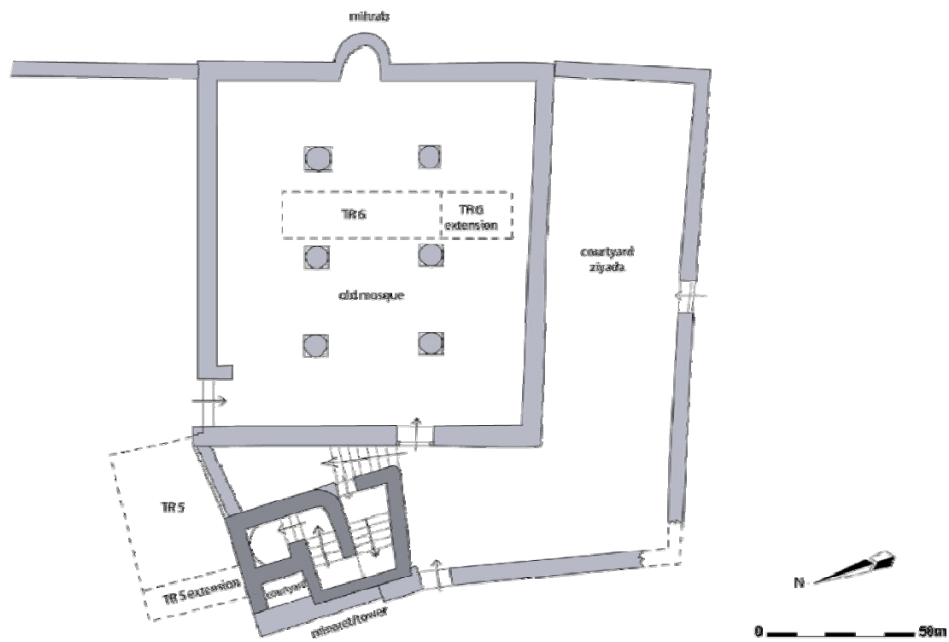 mihrab
TR6
TR6
extension
courtyard
ziyada
old mosque
TR5
TR5 extension
courtyard
minaret/tower
N
0
50m